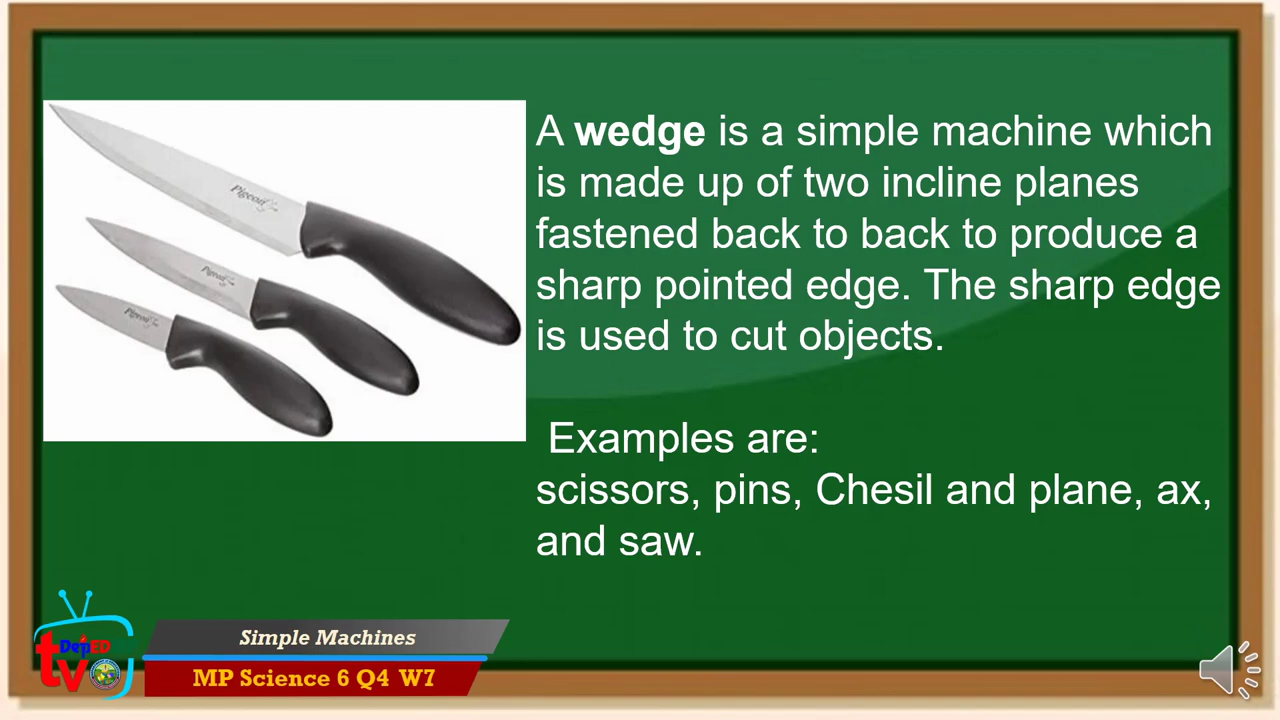 A wedge is a simple machine which
is made up of two incline planes
fastened back to back to produce a
sharp pointed edge. The sharp edge
is used to cut objects.
Examples are:
scissors, pins, Chesil and plane, ax,
and saw.
Pigeon
Pigeon
Pigeon
DepED
tvo
Simple Machines
MP Science 6 Q4 W7